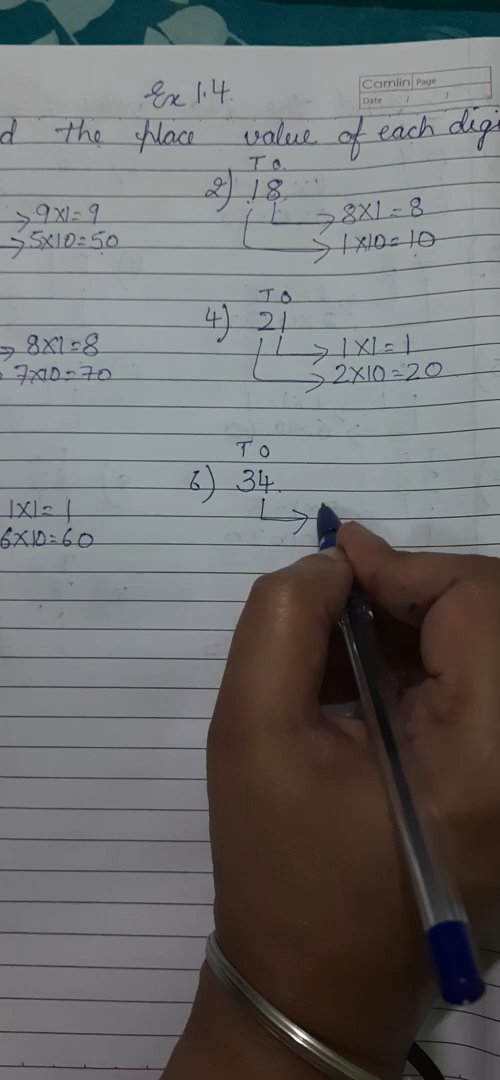 Ex 1.4.
Camlin Page
Date / /
d the place value of each digi
T O
2) 18
→ 9x1=9
→ 8x1=8
→ 5x10=50
→ 1x10=10
T O
4) 21
→ 8x1=8
→ 1x1=1
7x10=70
→ 2x10=20
T O
6) 34
1x1=1
6x10=60